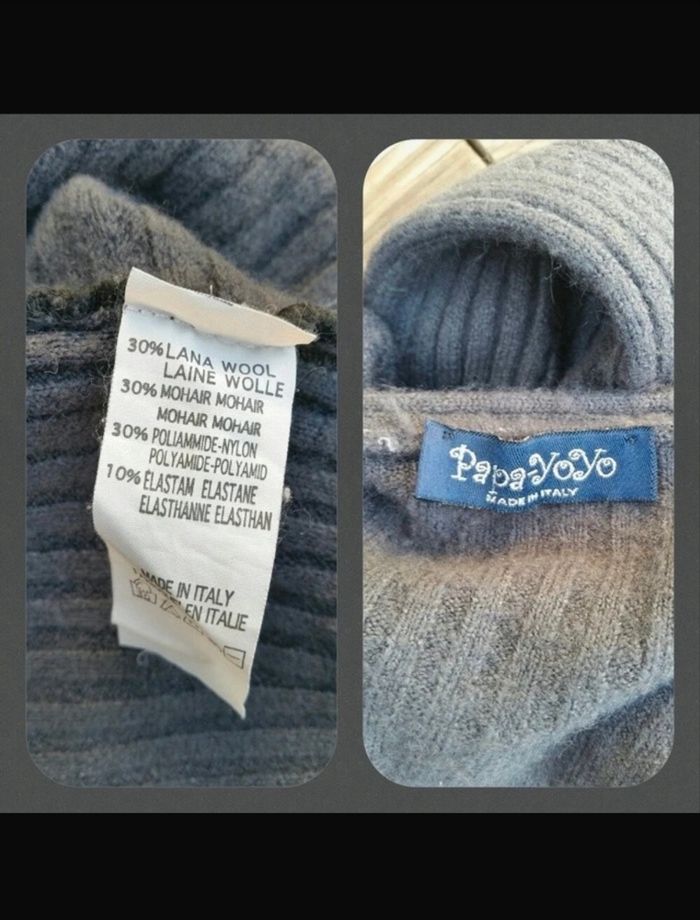 30% LANA WOOL
LAINE WOLLE
30% MOHAIR MOHAIR
MOHAIR MOHAIR
30% POLIAMMIDE-NYLON
POLYAMIDE-POLYAMID
10% ELASTAM ELASTANE
ELASTHANNE ELASTHAN
MADE IN ITALY
EN ITALIE
Papa-yoyo
MADE IN ITALY